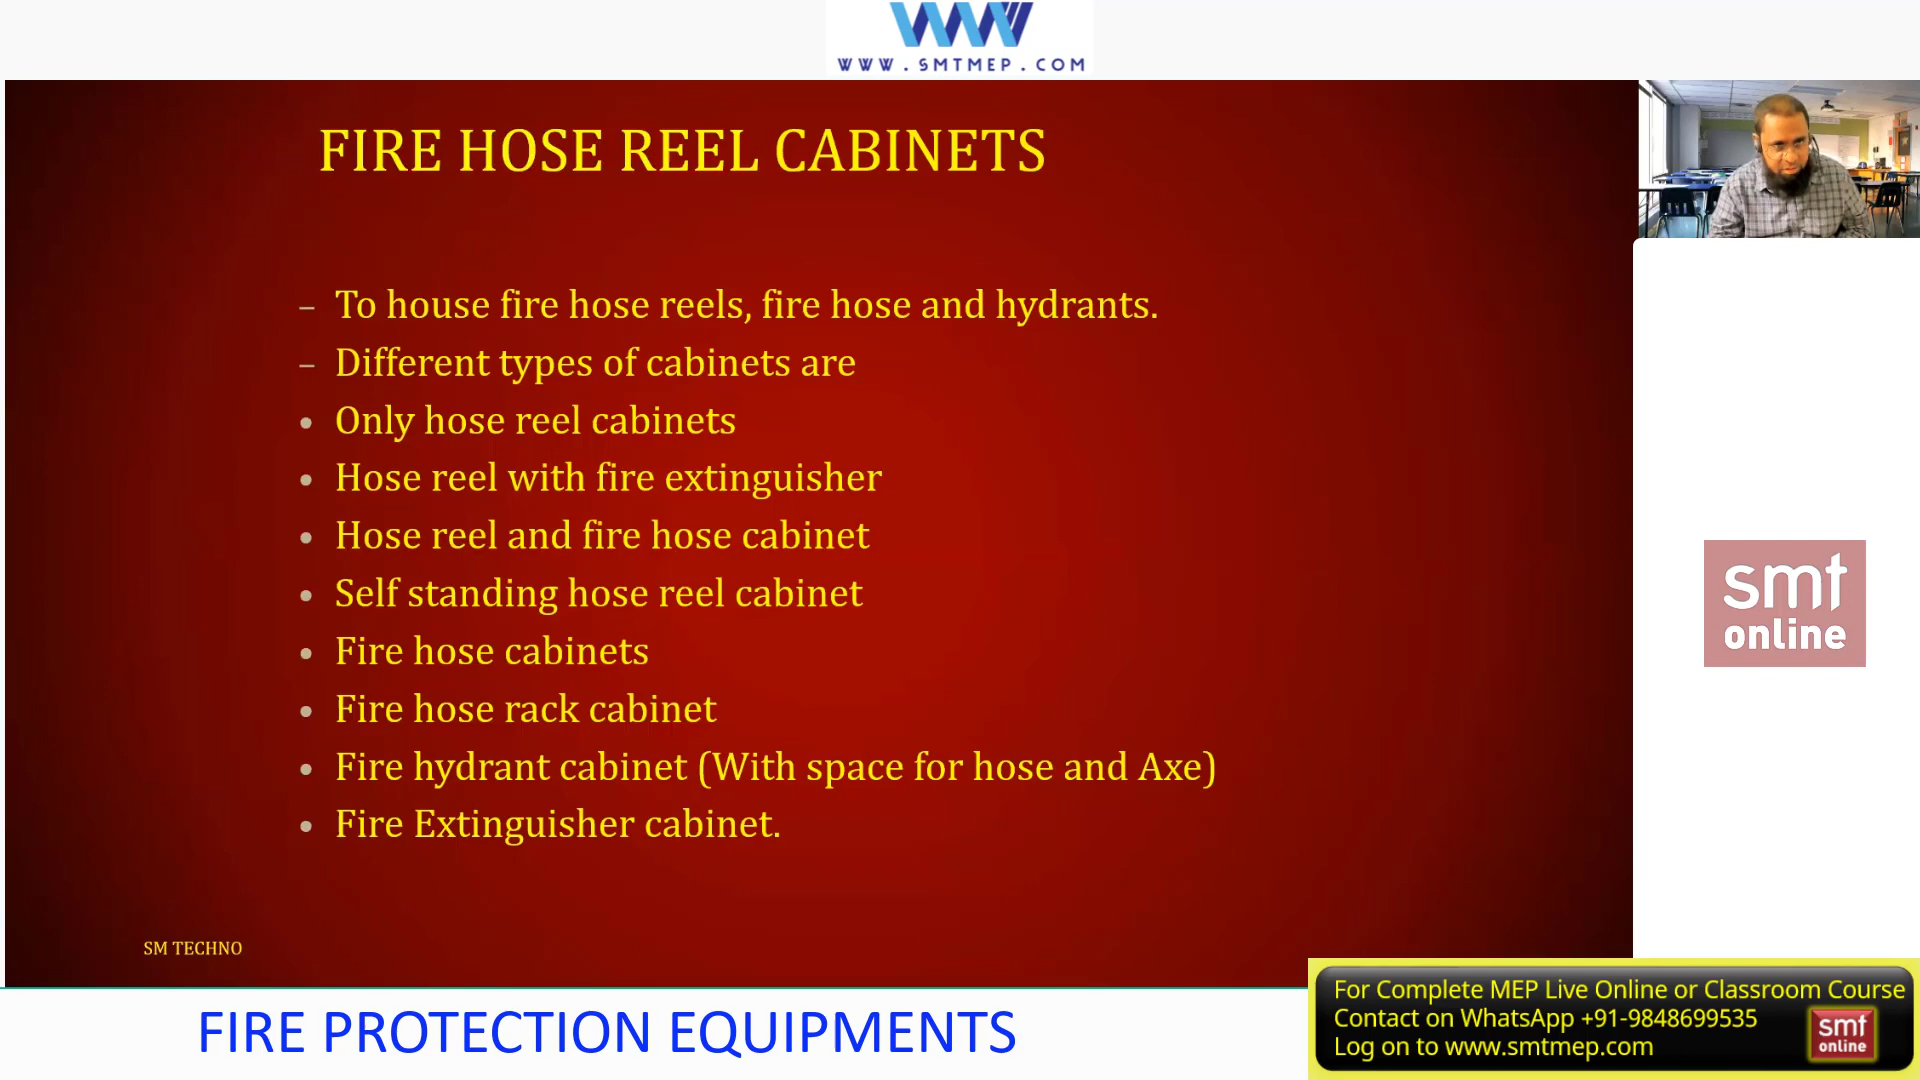 WWW.SMTMEP.COM
FIRE HOSE REEL CABINETS
– To house fire hose reels, fire hose and hydrants.
– Different types of cabinets are
• Only hose reel cabinets
• Hose reel with fire extinguisher
• Hose reel and fire hose cabinet
• Self standing hose reel cabinet
• Fire hose cabinets
• Fire hose rack cabinet
• Fire hydrant cabinet (With space for hose and Axe)
• Fire Extinguisher cabinet.
SM TECHNO
smt
online
FIRE PROTECTION EQUIPMENTS
For Complete MEP Live Online or Classroom Course
Contact on WhatsApp +91-9848699535
Log on to www.smtmep.com
smt
online